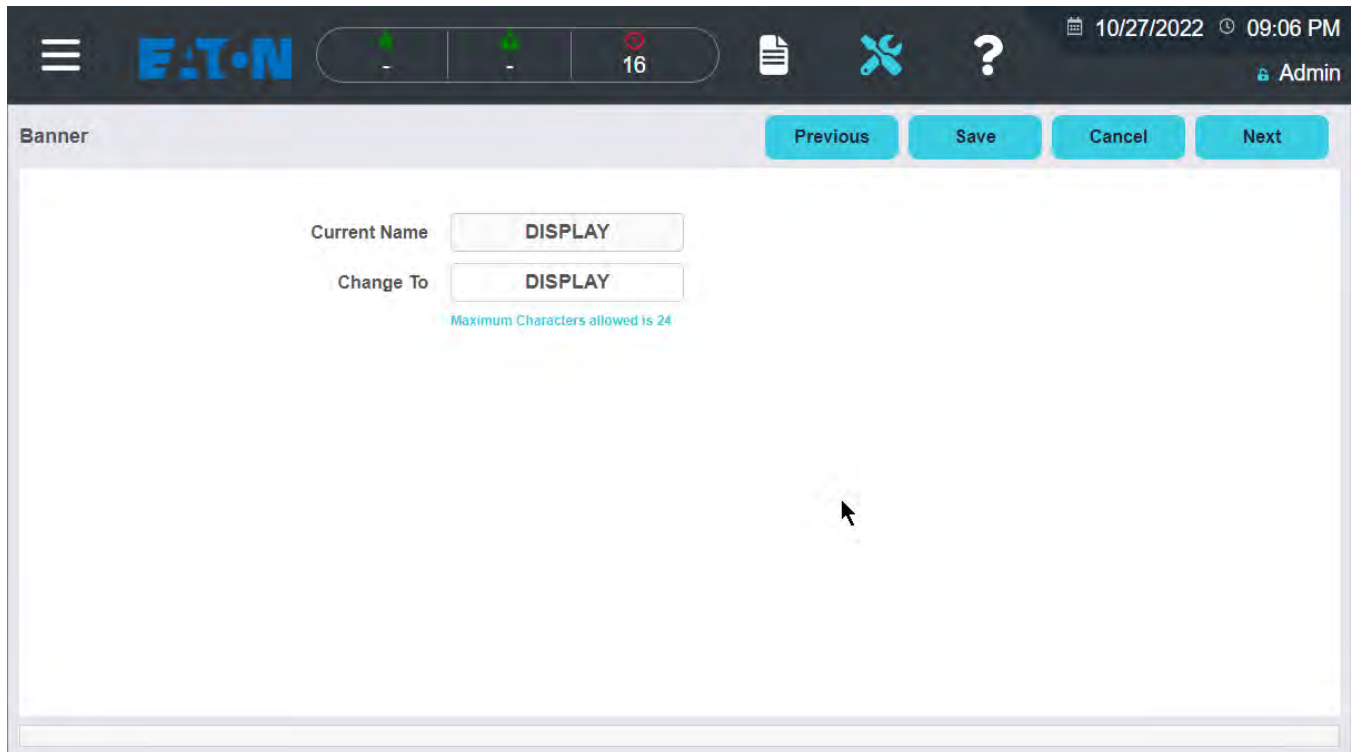 10/27/2022 09:06 PM
EATON - - 16 ?
Admin
Banner Previous Save Cancel Next
Current Name DISPLAY
Change To DISPLAY
Maximum Characters allowed is 24